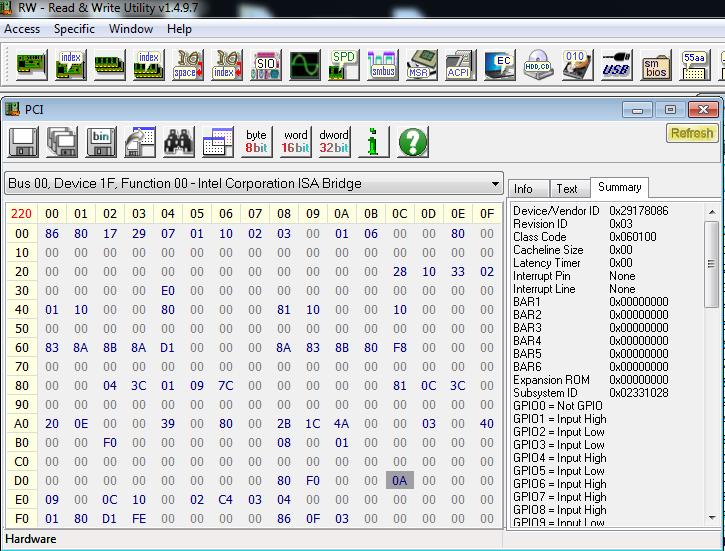 RW - Read & Write Utility v1.4.9.7
Access Specific Window Help
index index IO space IO index SIO SPD smbus MSR ACPI EC HDD,CD 010 USB sm bios 55aa
PCI
bin byte 8bit word 16bit dword 32bit i ? Refresh
Bus 00, Device 1F, Function 00 - Intel Corporation ISA Bridge
Info Text Summary
220 00 01 02 03 04 05 06 07 08 09 0A 0B 0C 0D 0E 0F
00 86 80 17 29 07 01 10 02 03 00 01 06 00 00 80 00
10 00 00 00 00 00 00 00 00 00 00 00 00 00 00 00 00
20 00 00 00 00 00 00 00 00 00 00 00 00 28 10 33 02
30 00 00 00 00 E0 00 00 00 00 00 00 00 00 00 00 00
40 01 10 00 00 80 00 00 00 81 10 00 00 10 00 00 00
50 00 00 00 00 00 00 00 00 00 00 00 00 00 00 00 00
60 83 8A 8B 8A D1 00 00 00 8A 83 8B 80 F8 00 00 00
70 00 00 00 00 00 00 00 00 00 00 00 00 00 00 00 00
80 00 00 04 3C 01 09 7C 00 00 00 00 00 81 0C 3C 00
90 00 00 00 00 00 00 00 00 00 00 00 00 00 00 00 00
A0 20 0E 00 00 39 00 80 00 2B 1C 4A 00 00 03 00 40
B0 00 00 F0 00 00 00 00 00 08 00 01 00 00 00 00 00
C0 00 00 00 00 00 00 00 00 00 00 00 00 00 00 00 00
D0 00 00 00 00 00 00 00 00 80 F0 00 00 0A 00 00 00
E0 09 00 0C 10 00 02 C4 03 04 00 00 00 00 00 00 00
F0 01 80 D1 FE 00 00 00 00 86 0F 03 00 00 00 00 00
Device/Vendor ID 0x29178086
Revision ID 0x03
Class Code 0x060100
Cacheline Size 0x00
Latency Timer 0x00
Interrupt Pin None
Interrupt Line None
BAR1 0x00000000
BAR2 0x00000000
BAR3 0x00000000
BAR4 0x00000000
BAR5 0x00000000
BAR6 0x00000000
Expansion ROM 0x00000000
Subsystem ID 0x02331028
GPIO0 = Not GPIO
GPIO1 = Input High
GPIO2 = Input Low
GPIO3 = Input Low
GPIO4 = Input High
GPIO5 = Input Low
GPIO6 = Input High
GPIO7 = Input High
GPIO8 = Input High
GPIO9 = Input Low
Hardware